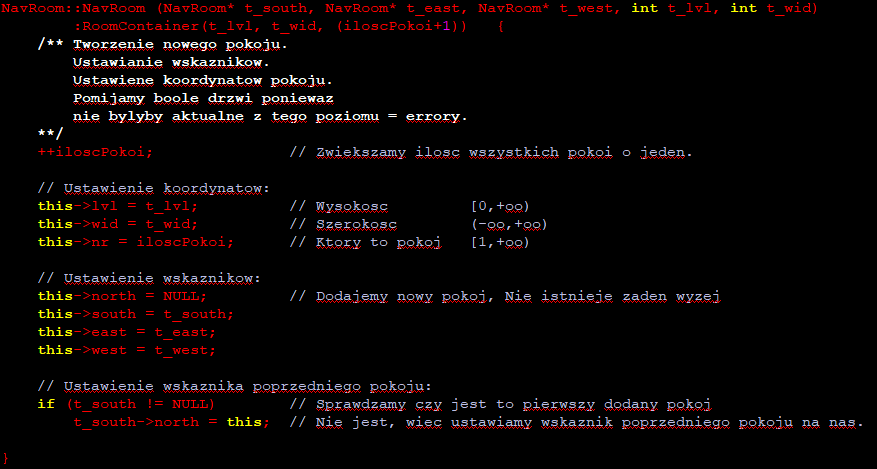 NavRoom::NavRoom (NavRoom* t_south, NavRoom* t_east, NavRoom* t_west, int t_lvl, int t_wid)
        :RoomContainer(t_lvl, t_wid, (iloscPokoi+1))   {
    /** Tworzenie nowego pokoju.
        Ustawianie wskaznikow.
        Ustawiene koordynatow pokoju.
        Pomijamy boole drzwi poniewaz
        nie bylyby aktualne z tego poziomu = errory.
    **/
    ++iloscPokoi;               // Zwiekszamy ilosc wszystkich pokoi o jeden.

    // Ustawienie koordynatow:
    this->lvl = t_lvl;          // Wysokosc         [0,+oo)
    this->wid = t_wid;          // Szerokosc        (-oo,+oo)
    this->nr = iloscPokoi;      // Ktory to pokoj   [1,+oo)

    // Ustawienie wskaznikow:
    this->north = NULL;         // Dodajemy nowy pokoj, Nie istnieje zaden wyzej
    this->south = t_south;
    this->east = t_east;
    this->west = t_west;

    // Ustawienie wskaznika poprzedniego pokoju:
    if (t_south != NULL)        // Sprawdzamy czy jest to pierwszy dodany pokoj
        t_south->north = this;  // Nie jest, wiec ustawiamy wskaznik poprzedniego pokoju na nas.

}